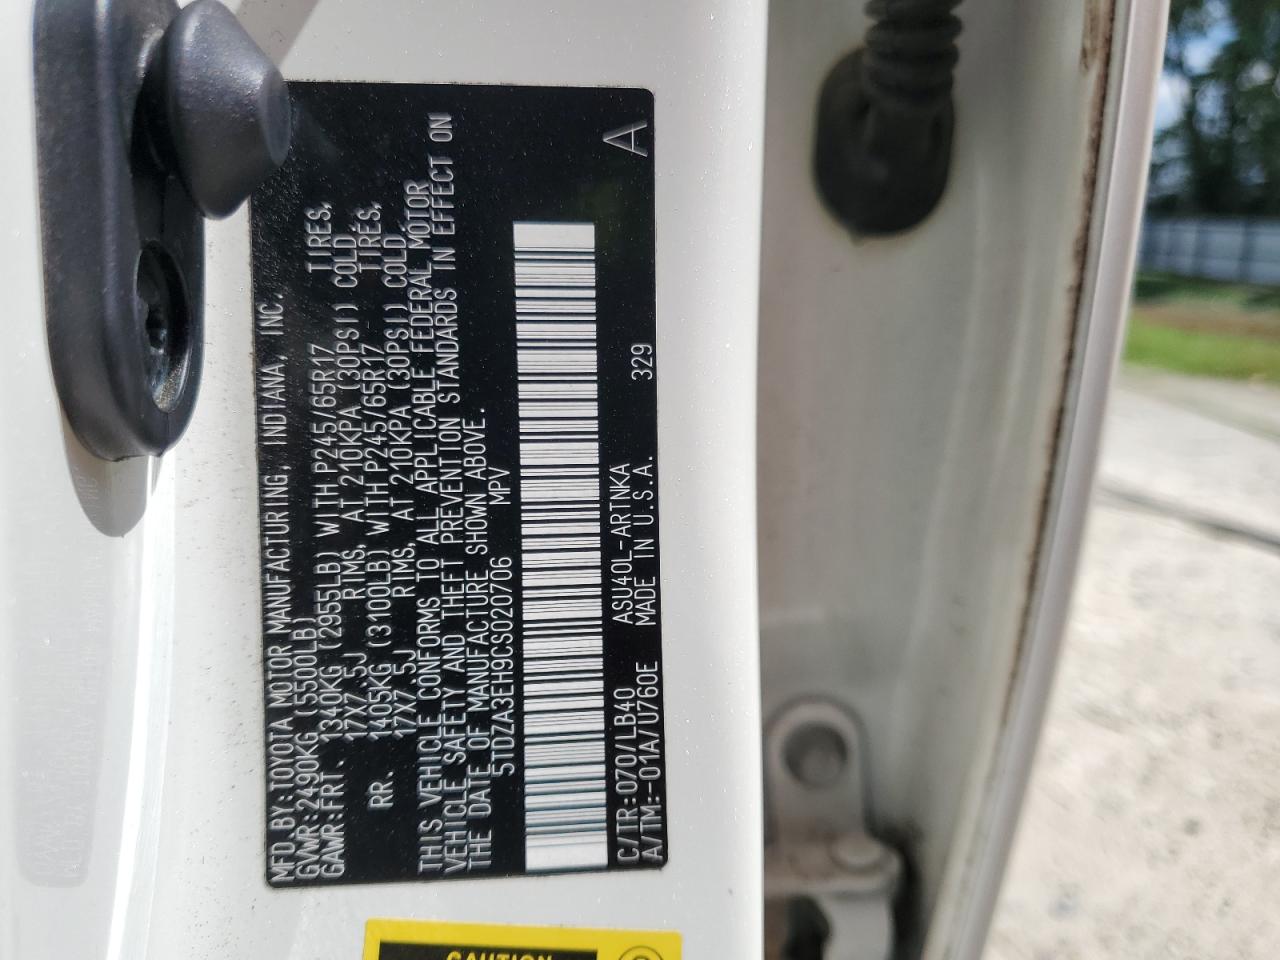 MFD.BY:TOYOTA MOTOR MANUFACTURING, INDIANA, INC.
GVWR:2490KG (5500LB)
GAWR:FRT. 1340KG (2955LB) WITH P245/65R17 TIRES,
17X7.5J RIMS, AT 210KPA (30PSI) COLD.
RR. 1405KG (3100LB) WITH P245/65R17 TIRES,
17X7.5J RIMS, AT 210KPA (30PSI) COLD.
THIS VEHICLE CONFORMS TO ALL APPLICABLE FEDERAL MOTOR
VEHICLE SAFETY AND THEFT PREVENTION STANDARDS IN EFFECT ON
THE DATE OF MANUFACTURE SHOWN ABOVE.
5TDZA3EH9CS020706 MPV
C/TR:070/LB40 ASU40L-ARTNKA A
A/TM:-01A/U760E MADE IN U.S.A. 329
CAUTION